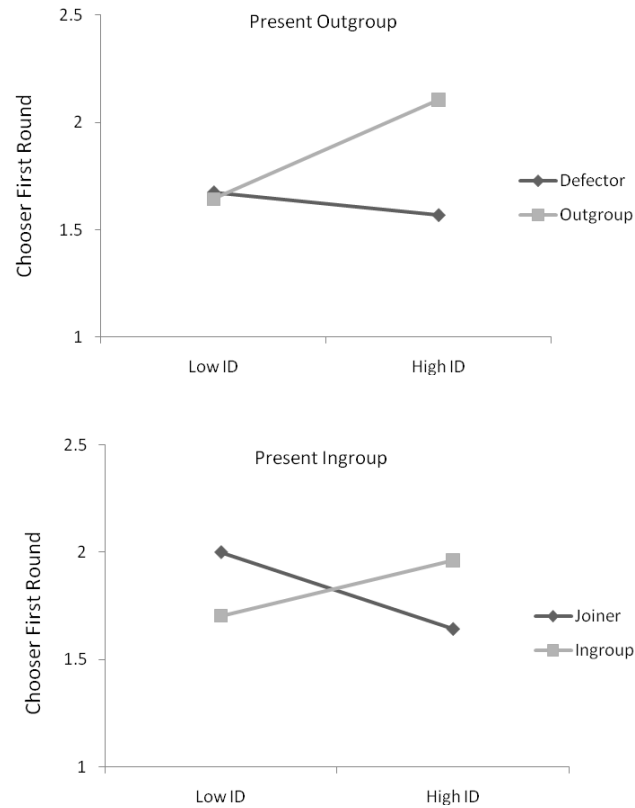 Present Outgroup
Chooser First Round
2.5
2
1.5
1
Low ID
High ID
Defector
Outgroup
Present Ingroup
Chooser First Round
2.5
2
1.5
1
Low ID
High ID
Joiner
Ingroup